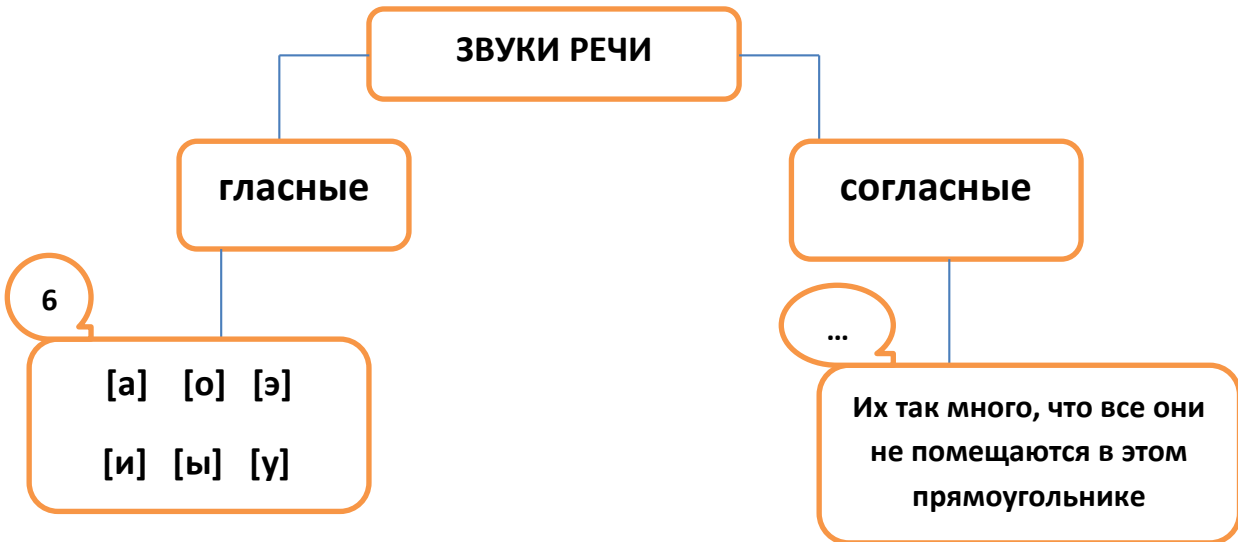 ЗВУКИ РЕЧИ
гласные
согласные
6
[а] [о] [э]
[и] [ы] [у]
…
Их так много, что все они
не помещаются в этом
прямоугольнике